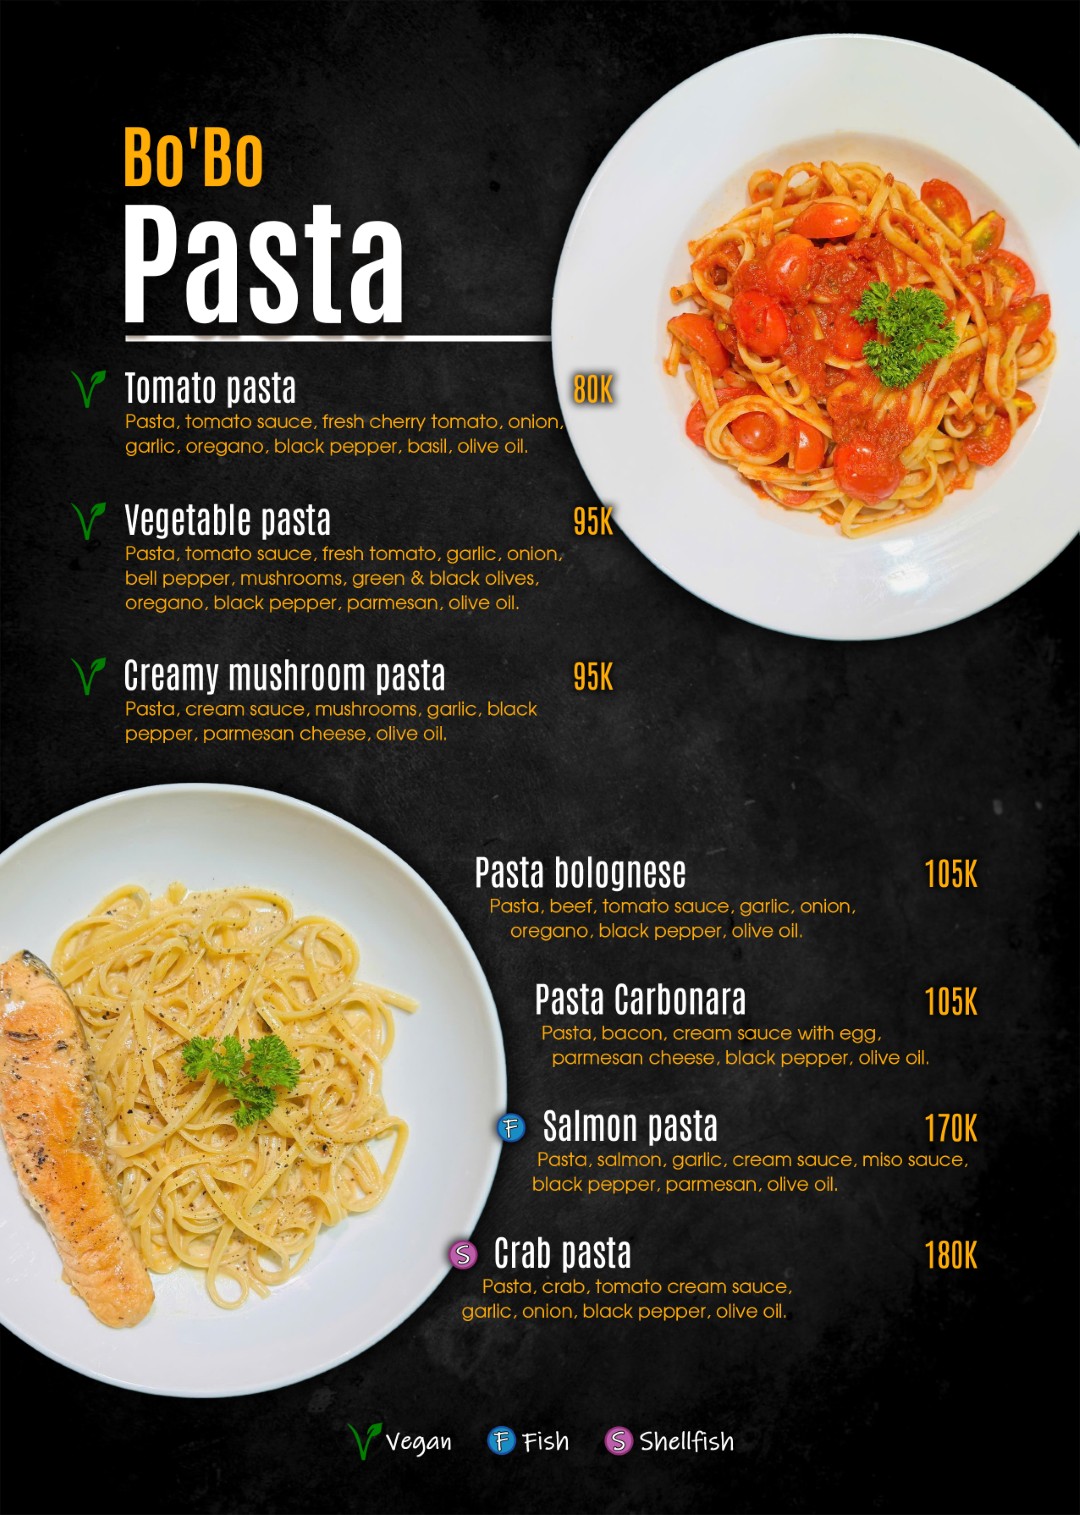 Bo'Bo
Pasta
Tomato pasta 80K
Pasta, tomato sauce, fresh cherry tomato, onion,
garlic, oregano, black pepper, basil, olive oil.
Vegetable pasta 95K
Pasta, tomato sauce, fresh tomato, garlic, onion,
bell pepper, mushrooms, green & black olives,
oregano, black pepper, parmesan, olive oil.
Creamy mushroom pasta 95K
Pasta, cream sauce, mushrooms, garlic, black
pepper, parmesan cheese, olive oil.
Pasta bolognese 105K
Pasta, beef, tomato sauce, garlic, onion,
oregano, black pepper, olive oil.
Pasta Carbonara 105K
Pasta, bacon, cream sauce with egg,
parmesan cheese, black pepper, olive oil.
F Salmon pasta 170K
Pasta, salmon, garlic, cream sauce, miso sauce,
black pepper, parmesan, olive oil.
S Crab pasta 180K
Pasta, crab, tomato cream sauce,
garlic, onion, black pepper, olive oil.
Vegan F Fish S Shellfish